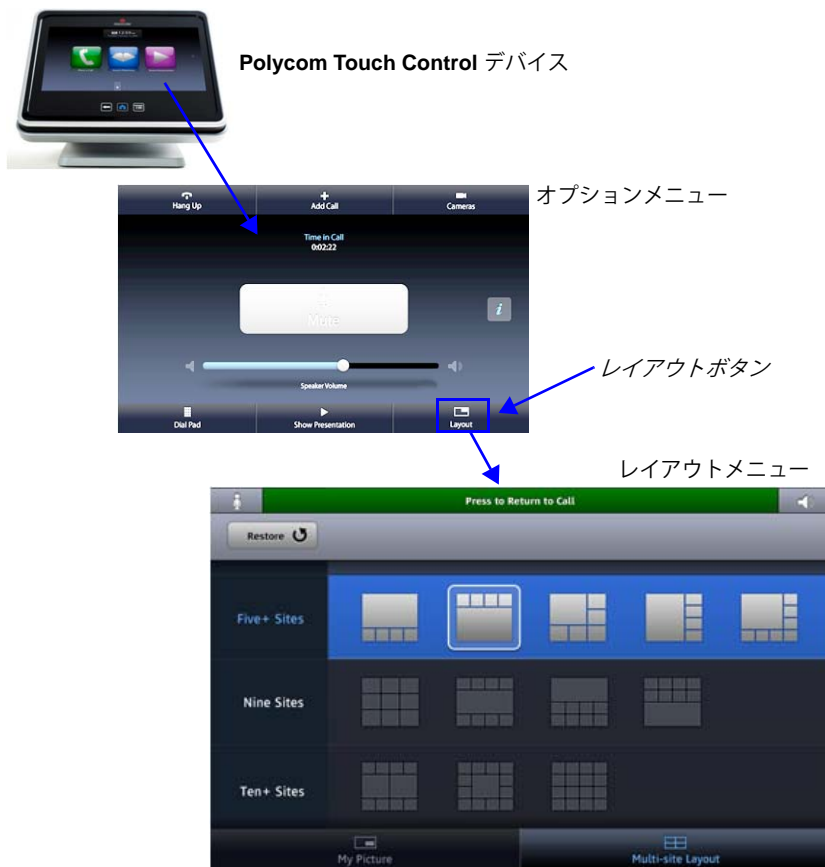 Polycom Touch Control デバイス
オプションメニュー
Hang Up
Add Call
Cameras
Time in Call
0:02:22
Mute
i
Speaker Volume
レイアウトボタン
Dial Pad
Show Presentation
Layout
レイアウトメニュー
Press to Return to Call
Restore
Five+ Sites
Nine Sites
Ten+ Sites
My Picture
Multi-site Layout